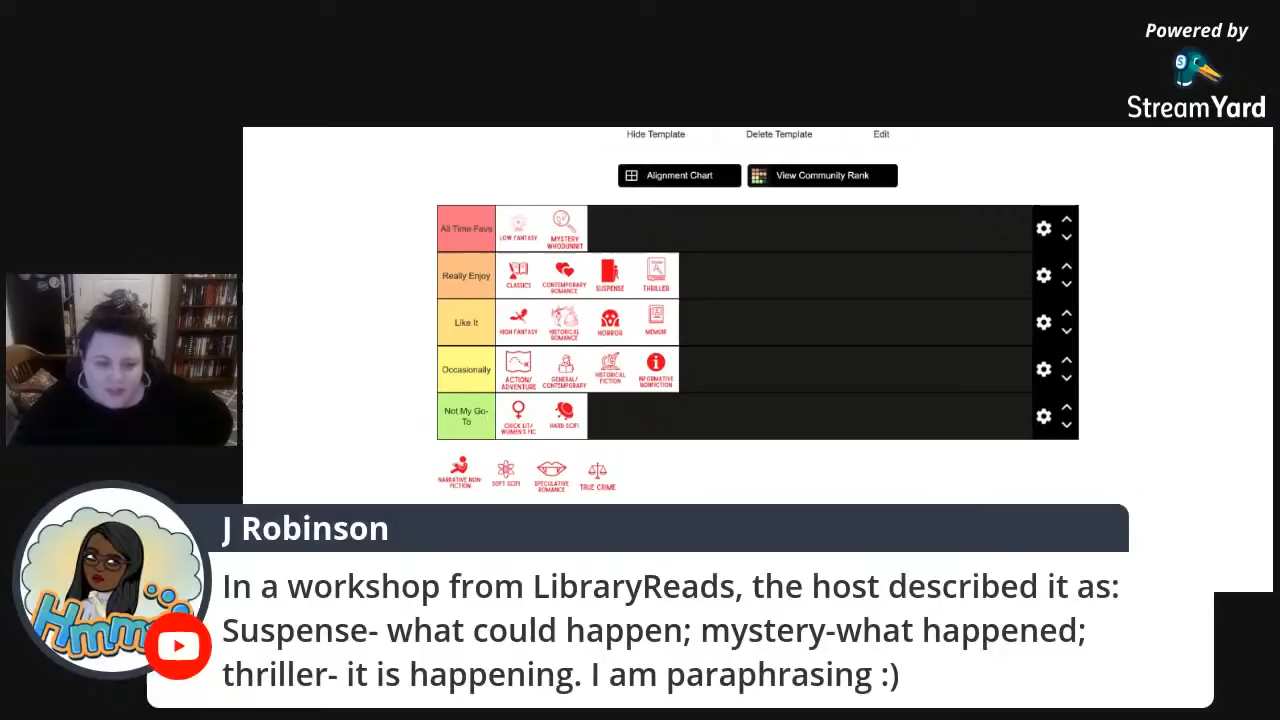 Powered by
StreamYard
Hide Template Delete Template Edit
Alignment Chart View Community Rank
All Time Favs
LOW FANTASY
MYSTERY
WHODUNNIT
Really Enjoy
CLASSICS
CONTEMPORARY
ROMANCE
SUSPENSE
THRILLER
Like It
HIGH FANTASY
HISTORICAL
ROMANCE
HORROR
MEMOIR
Occasionally
ACTION/
ADVENTURE
GENERAL/
CONTEMPORARY
HISTORICAL
FICTION
INFORMATIVE
NONFICTION
Not My Go-
To
CHICK LIT/
WOMEN'S FIC
HARD SCIFI
NARRATIVE NON-
FICTION
SOFT SCIFI
SPECULATIVE
ROMANCE
TRUE CRIME
J Robinson
In a workshop from LibraryReads, the host described it as:
Suspense- what could happen; mystery-what happened;
thriller- it is happening. I am paraphrasing :)
Hmm